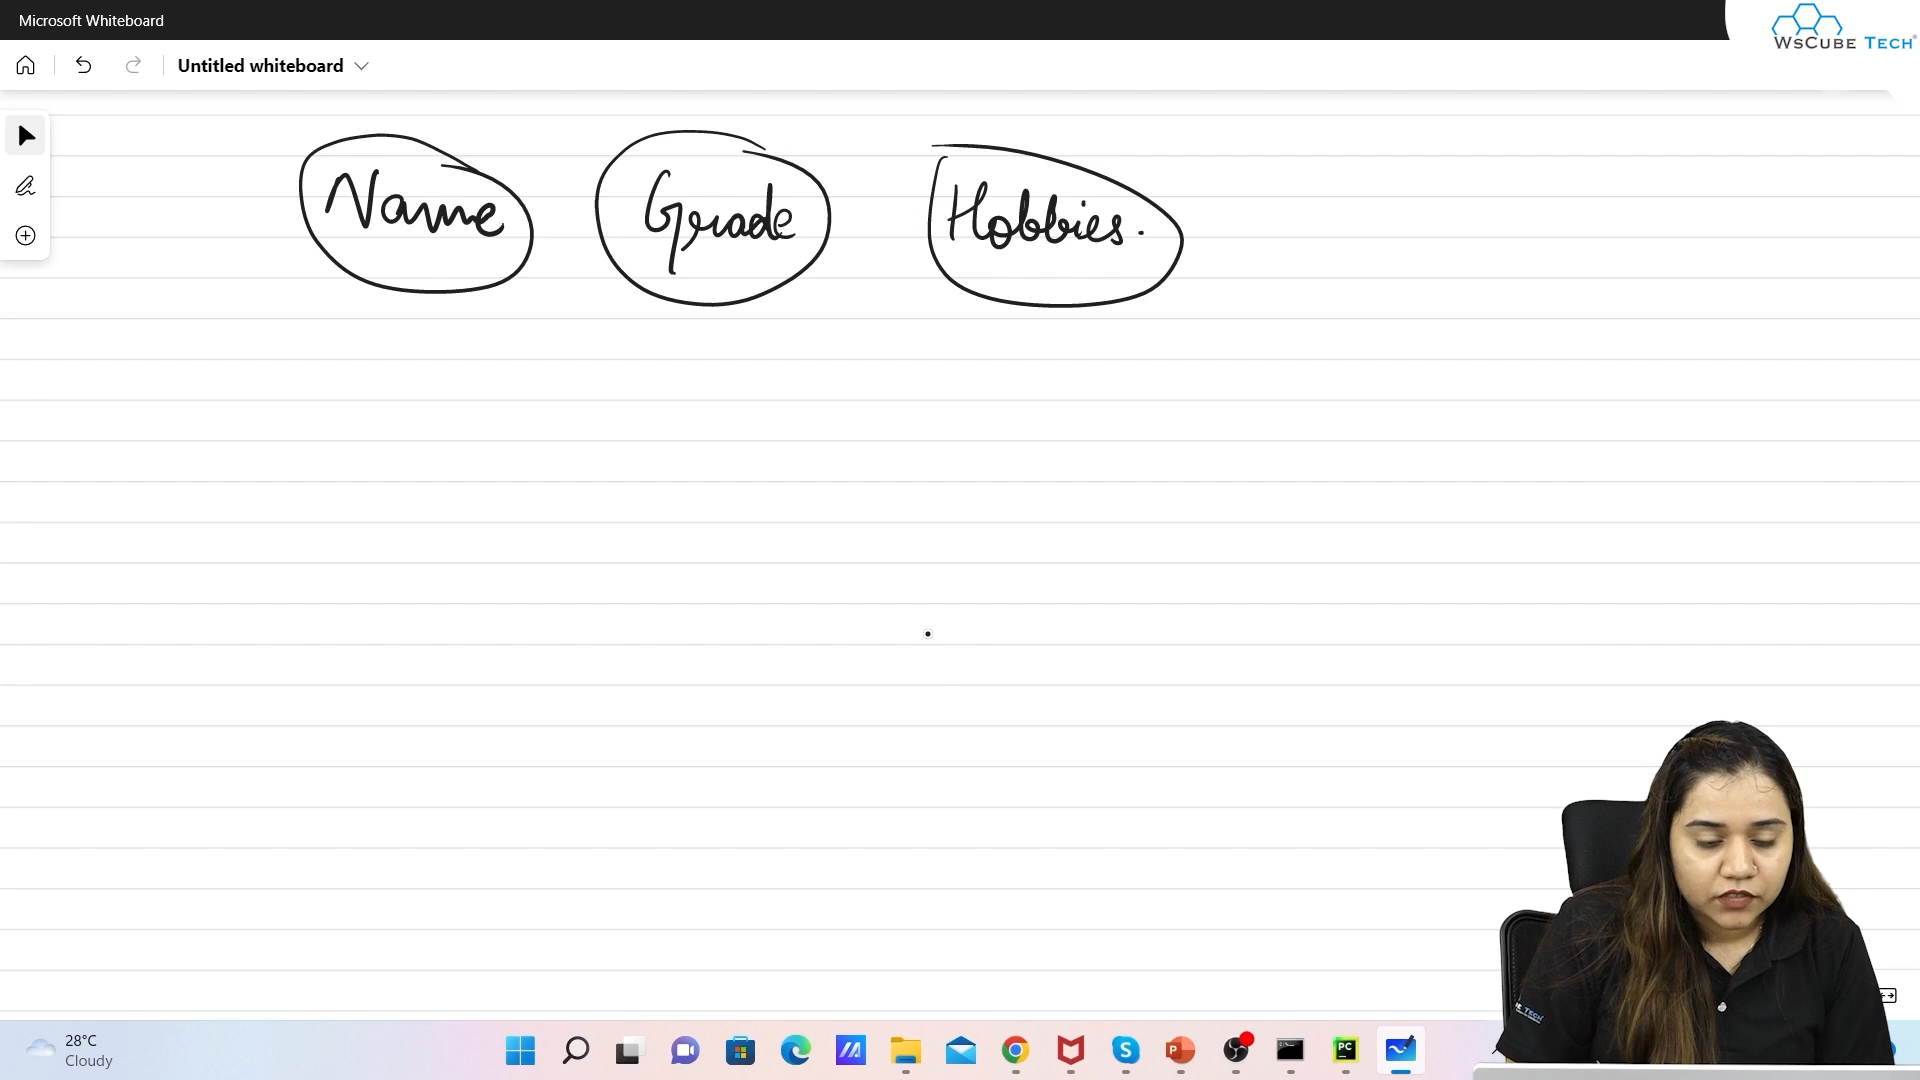 Microsoft Whiteboard
WsCube Tech
Untitled whiteboard
Name Grade Hobbies.
28°C
Cloudy